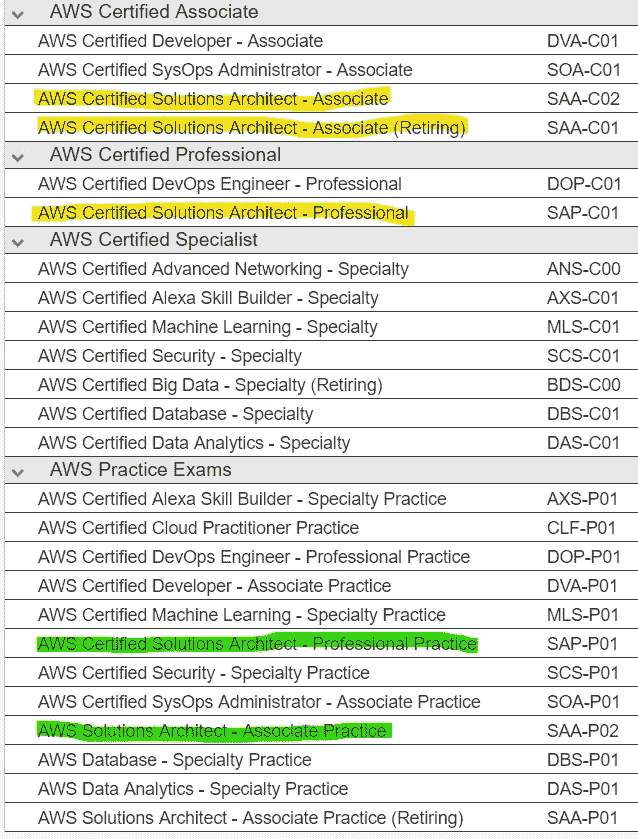 AWS Certified Associate
AWS Certified Developer - Associate DVA-C01
AWS Certified SysOps Administrator - Associate SOA-C01
AWS Certified Solutions Architect - Associate SAA-C02
AWS Certified Solutions Architect - Associate (Retiring) SAA-C01
AWS Certified Professional
AWS Certified DevOps Engineer - Professional DOP-C01
AWS Certified Solutions Architect - Professional SAP-C01
AWS Certified Specialist
AWS Certified Advanced Networking - Specialty ANS-C00
AWS Certified Alexa Skill Builder - Specialty AXS-C01
AWS Certified Machine Learning - Specialty MLS-C01
AWS Certified Security - Specialty SCS-C01
AWS Certified Big Data - Specialty (Retiring) BDS-C00
AWS Certified Database - Specialty DBS-C01
AWS Certified Data Analytics - Specialty DAS-C01
AWS Practice Exams
AWS Certified Alexa Skill Builder - Specialty Practice AXS-P01
AWS Certified Cloud Practitioner Practice CLF-P01
AWS Certified DevOps Engineer - Professional Practice DOP-P01
AWS Certified Developer - Associate Practice DVA-P01
AWS Certified Machine Learning - Specialty Practice MLS-P01
AWS Certified Solutions Architect - Professional Practice SAP-P01
AWS Certified Security - Specialty Practice SCS-P01
AWS Certified SysOps Administrator - Associate Practice SOA-P01
AWS Solutions Architect - Associate Practice SAA-P02
AWS Database - Specialty Practice DBS-P01
AWS Data Analytics - Specialty Practice DAS-P01
AWS Solutions Architect - Associate Practice (Retiring) SAA-P01